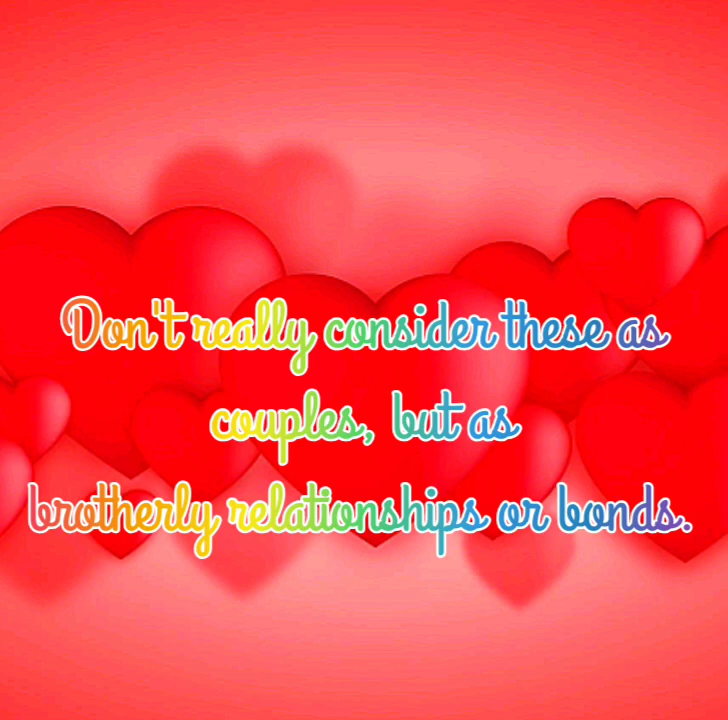 Don't really consider these as
couples, but as
brotherly relationships or bonds.